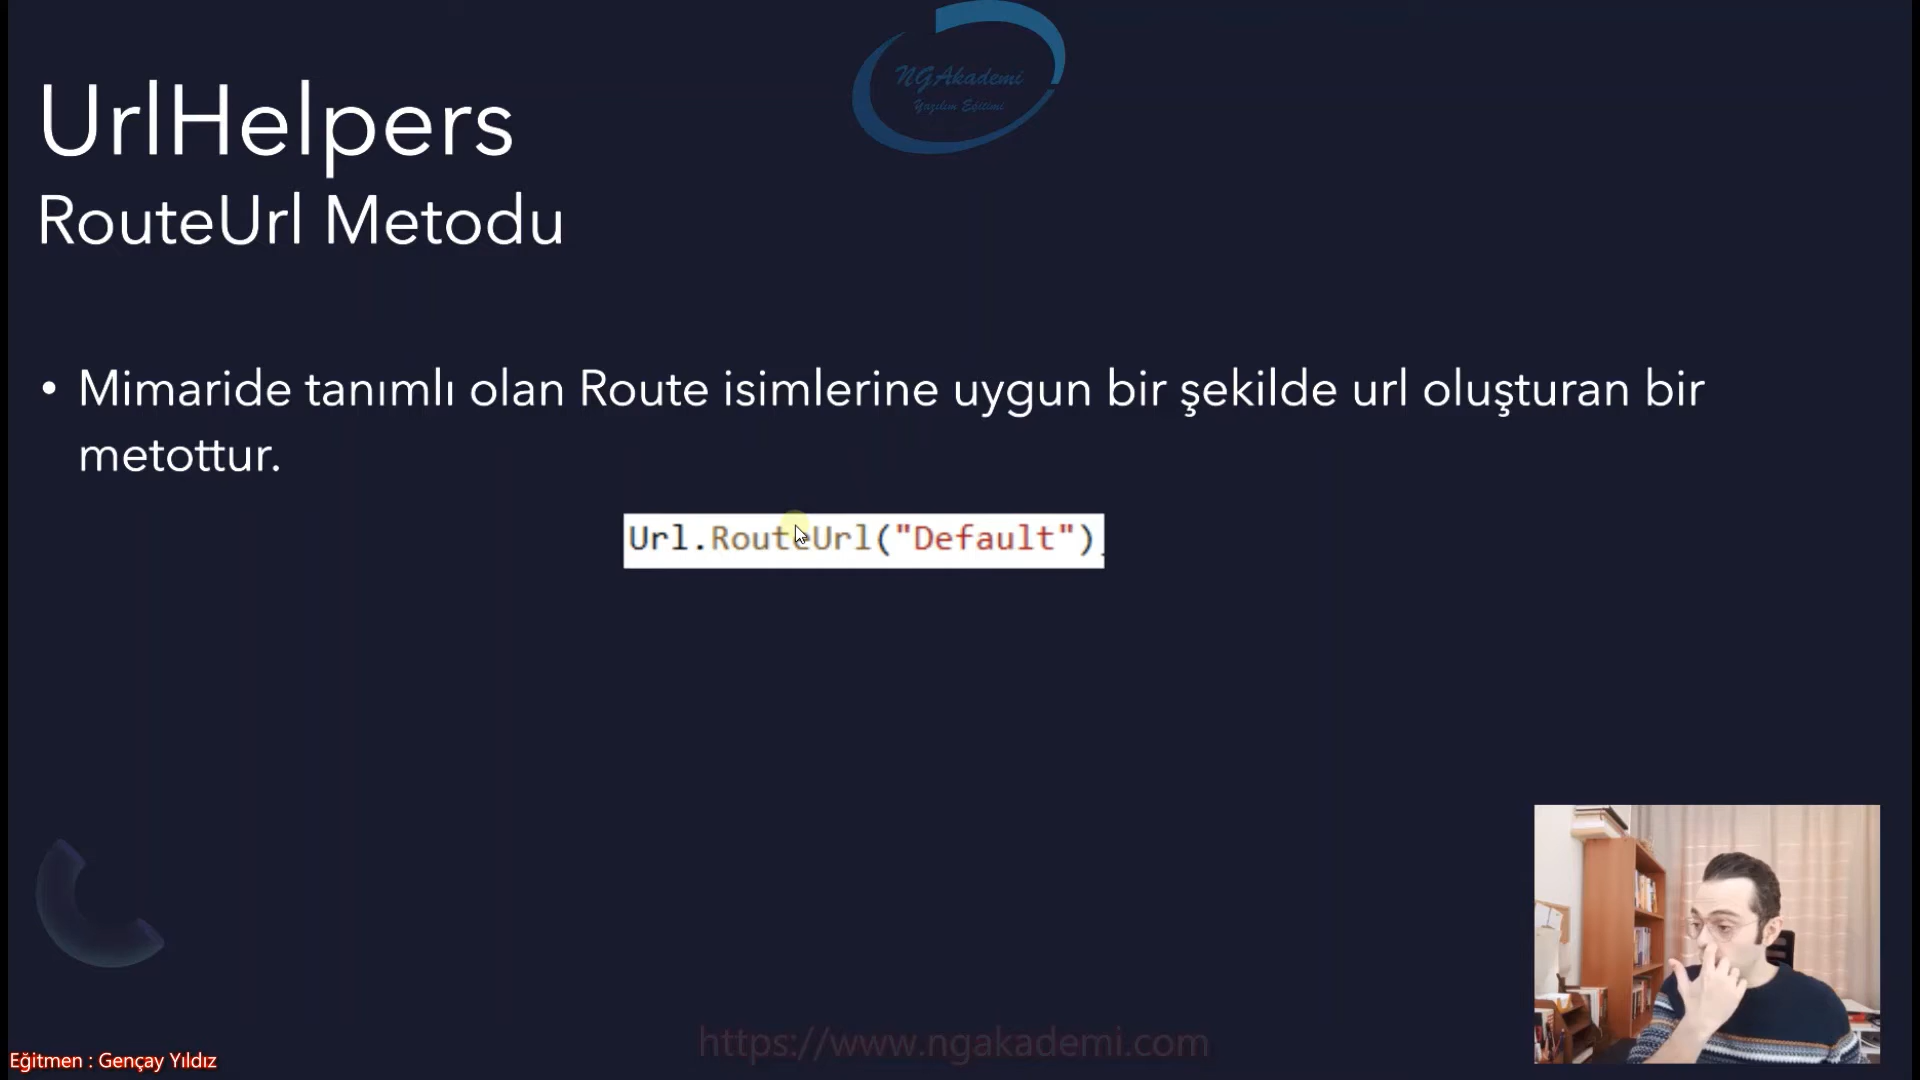 NGAkademi
Yazılım Eğitimi
UrlHelpers
RouteUrl Metodu
• Mimaride tanımlı olan Route isimlerine uygun bir şekilde url oluşturan bir
metottur.
Url.RouteUrl("Default")
https://www.ngakademi.com
Eğitmen : Gençay Yıldız